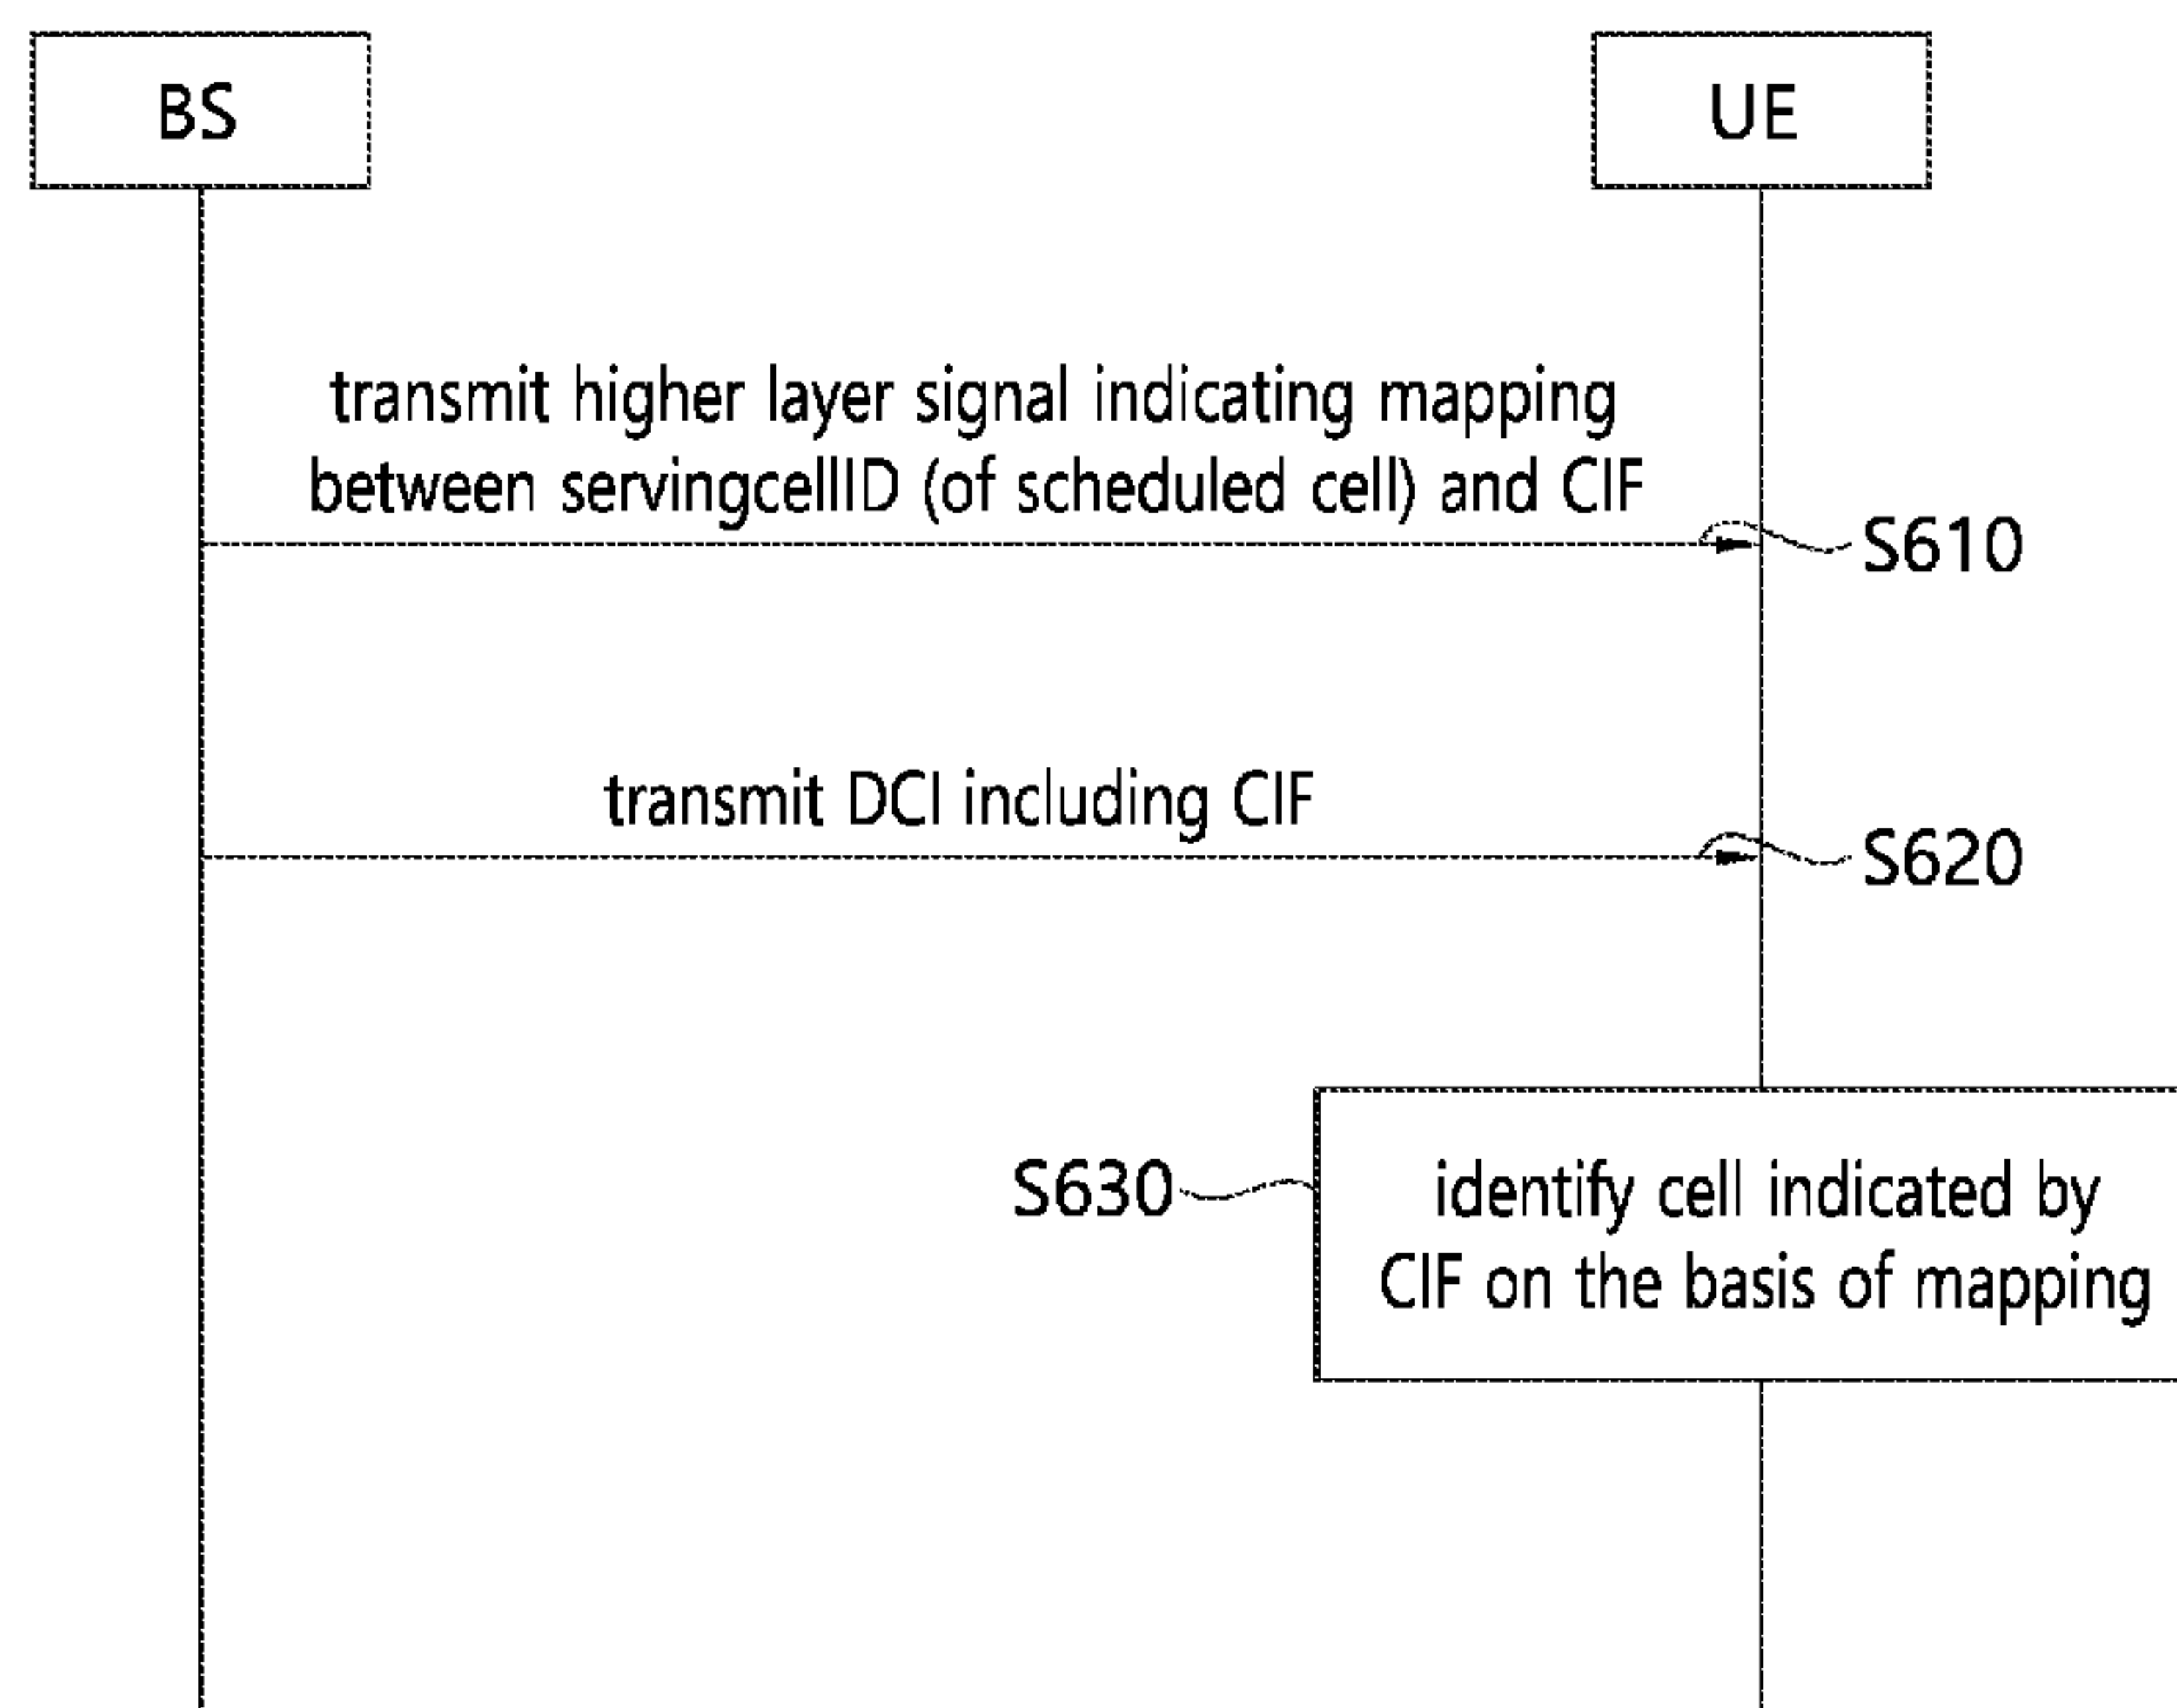 BS
UE
transmit higher layer signal indicating mapping
between servingcellID (of scheduled cell) and CIF
S610
transmit DCI including CIF
S620
S630
identify cell indicated by
CIF on the basis of mapping